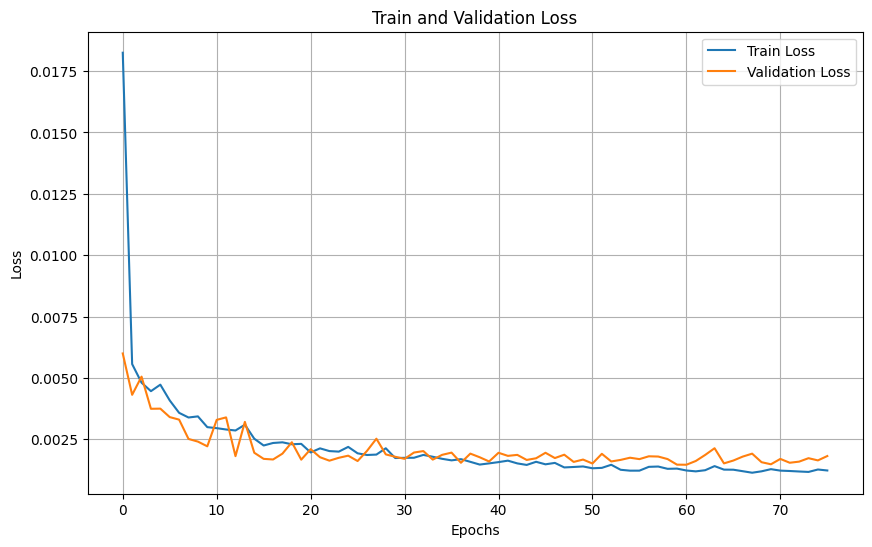 Train and Validation Loss
Train Loss
Validation Loss
0.0175
0.0150
0.0125
0.0100
0.0075
0.0050
0.0025
Loss
0 10 20 30 40 50 60 70
Epochs